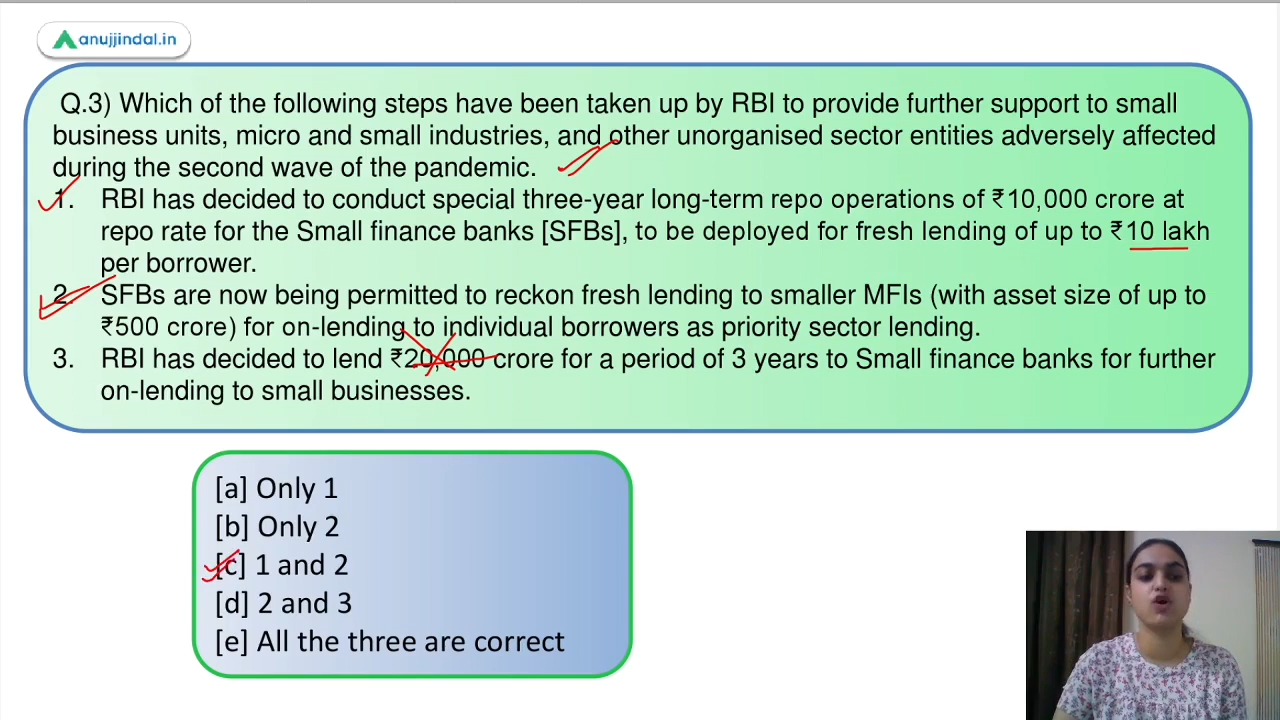 anujjindal.in
Q.3) Which of the following steps have been taken up by RBI to provide further support to small
business units, micro and small industries, and other unorganised sector entities adversely affected
during the second wave of the pandemic.
1. RBI has decided to conduct special three-year long-term repo operations of ₹10,000 crore at
repo rate for the Small finance banks [SFBs], to be deployed for fresh lending of up to ₹10 lakh
per borrower.
2. SFBs are now being permitted to reckon fresh lending to smaller MFIs (with asset size of up to
₹500 crore) for on-lending to individual borrowers as priority sector lending.
3. RBI has decided to lend ₹20,000 crore for a period of 3 years to Small finance banks for further
on-lending to small businesses.
[a] Only 1
[b] Only 2
[c] 1 and 2
[d] 2 and 3
[e] All the three are correct